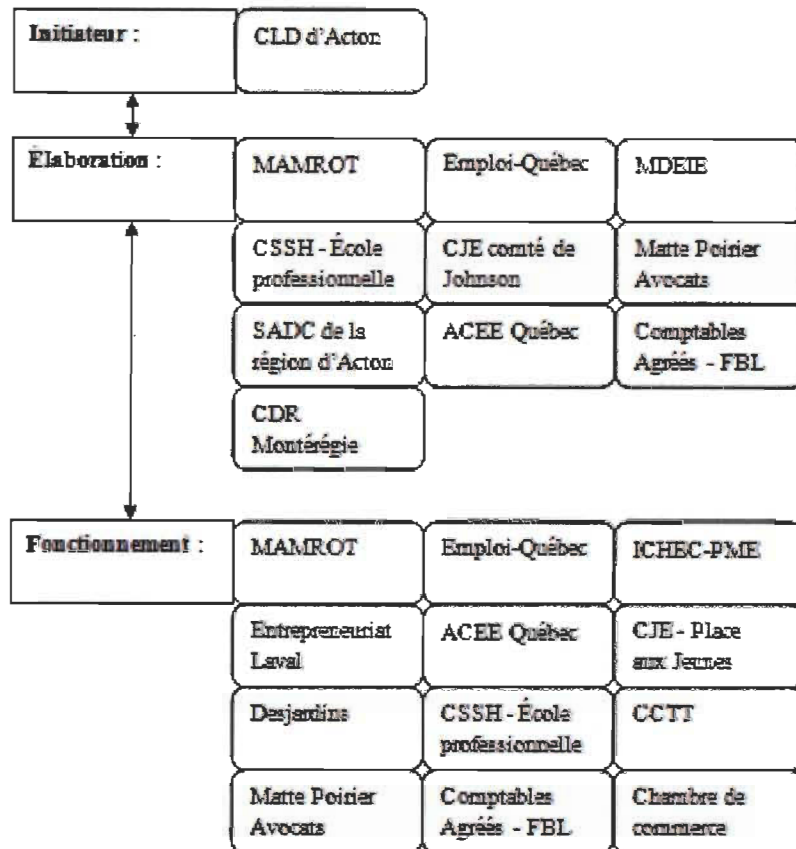 Initiateur :
CLD d'Acton
Élaboration :
MAMROT
Emploi-Québec
MDEIE
CSSH - École
professionnelle
CJE comté de
Johnson
Matte Poirier
Avocats
SADC de la
région d'Acton
ACEE Québec
Comptables
Agréés - FBL
CDR
Montérégie
Fonctionnement :
MAMROT
Emploi-Québec
ICHEC-PME
Entrepreneuriat
Laval
ACEE Québec
CJE - Place
aux Jeunes
Desjardins
CSSH - École
professionnelle
CCTT
Matte Poirier
Avocats
Comptables
Agréés - FBL
Chambre de
commerce